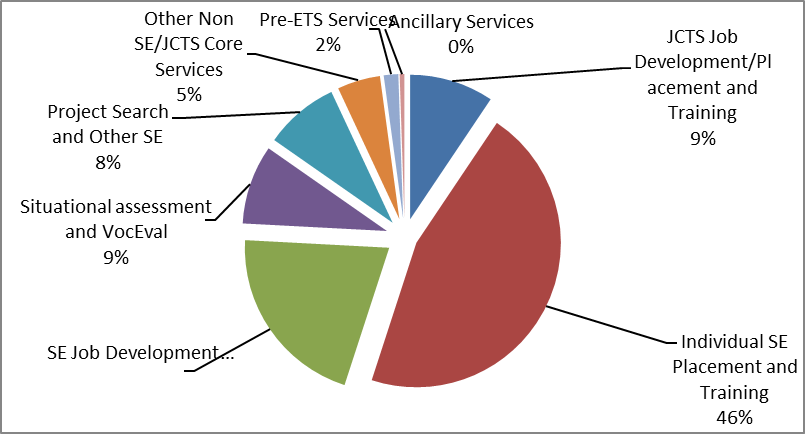 Other Non
SE/JCTS Core
Services
5%
Pre-ETS Services
2%
Ancillary Services
0%
JCTS Job
Development/Pl
acement and
Training
9%
Project Search
and Other SE
8%
Situational assessment
and VocEval
9%
SE Job Development...
Individual SE
Placement and
Training
46%